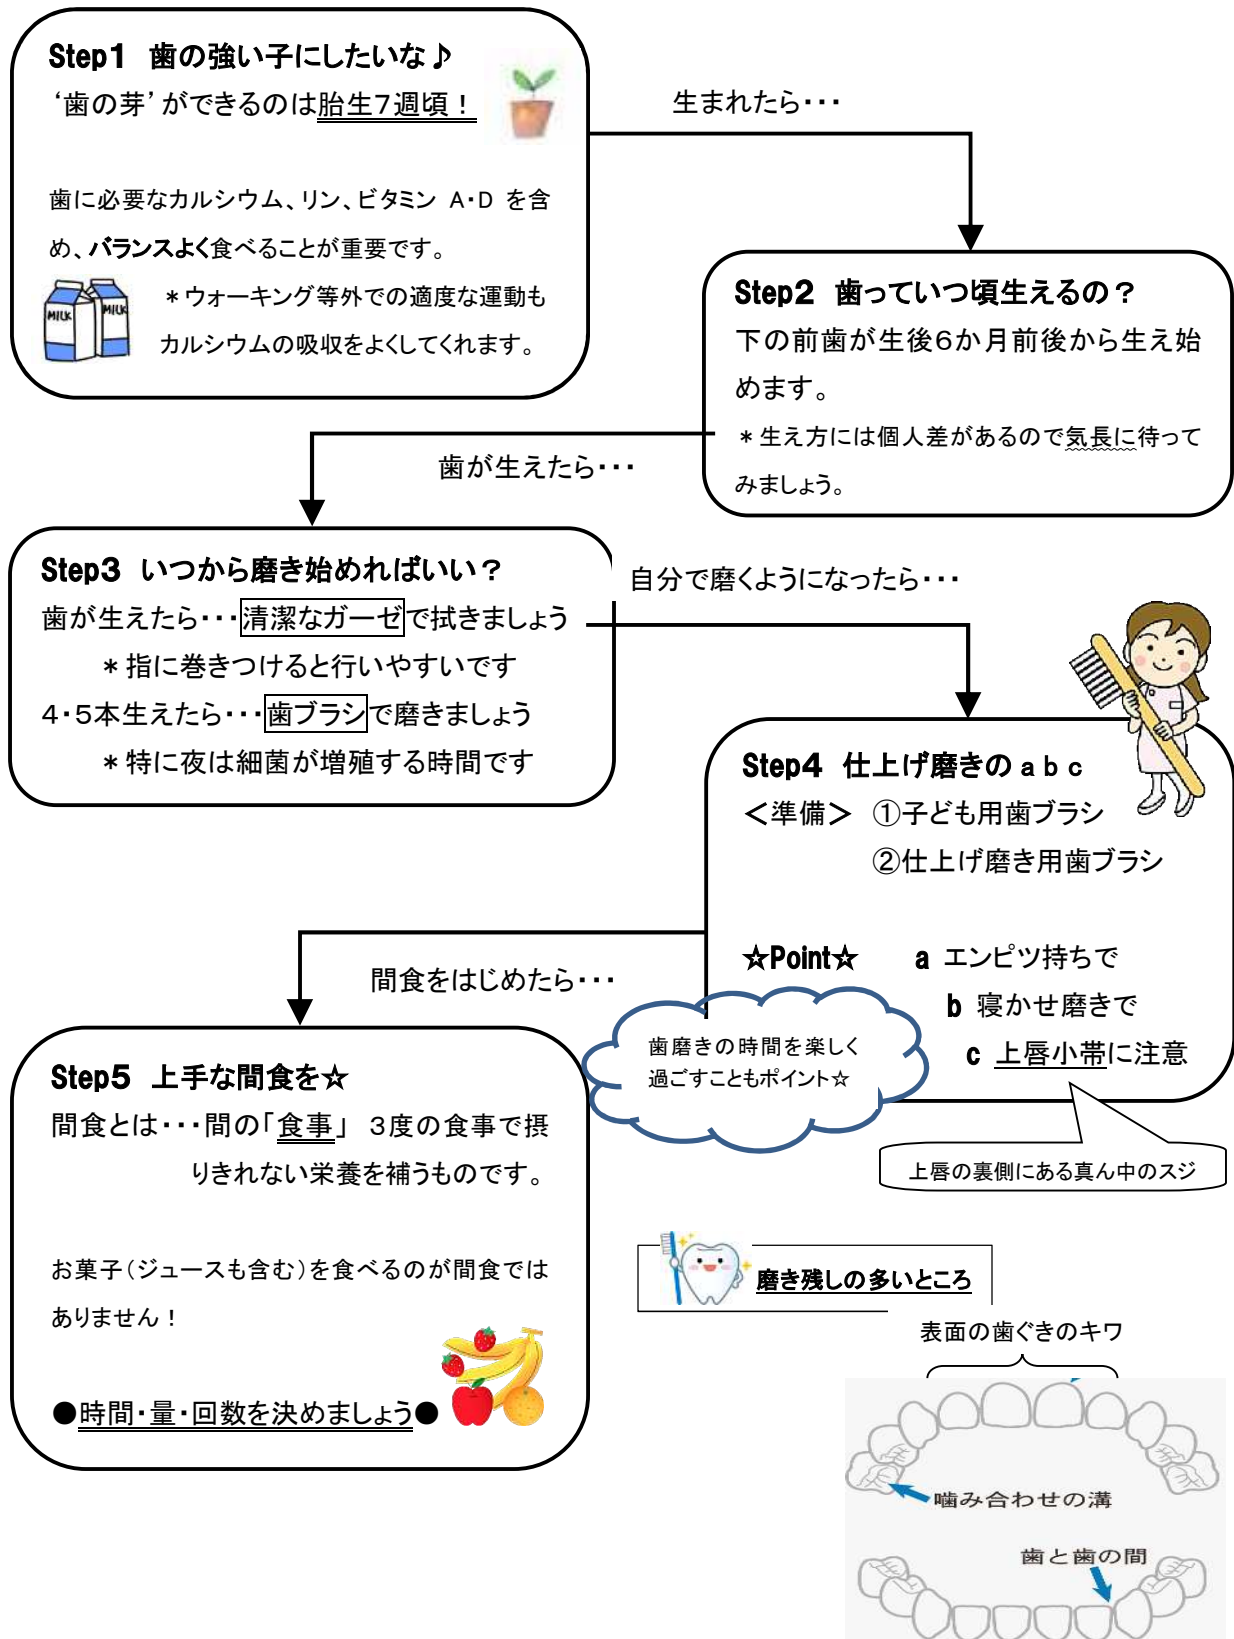 Step1 歯の強い子にしたいな♪
‘歯の芽’ができるのは胎生7週頃!
歯に必要なカルシウム、リン、ビタミン A・D を含
め、バランスよく食べることが重要です。
MILK MILK
*ウォーキング等外での適度な運動も
カルシウムの吸収をよくしてくれます。
生まれたら・・・
Step2 歯っていつ頃生えるの?
下の前歯が生後6か月前後から生え始
めます。
*生え方には個人差があるので気長に待って
みましょう。
歯が生えたら・・・
Step3 いつから磨き始めればいい?
歯が生えたら・・・清潔なガーゼで拭きましょう
*指に巻きつけると行いやすいです
4・5本生えたら・・・歯ブラシで磨きましょう
*特に夜は細菌が増殖する時間です
自分で磨くようになったら・・・
Step4 仕上げ磨きの a b c
<準備> ①子ども用歯ブラシ
②仕上げ磨き用歯ブラシ
☆Point☆ a エンピツ持ちで
b 寝かせ磨きで
c 上唇小帯に注意
歯磨きの時間を楽しく
過ごすこともポイント☆
上唇の裏側にある真ん中のスジ
間食をはじめたら・・・
Step5 上手な間食を☆
間食とは・・・間の「食事」 3度の食事で摂
りきれない栄養を補うものです。
お菓子(ジュースも含む)を食べるのが間食では
ありません!
●時間・量・回数を決めましょう●
磨き残しの多いところ
表面の歯ぐきのキワ
噛み合わせの溝
歯と歯の間